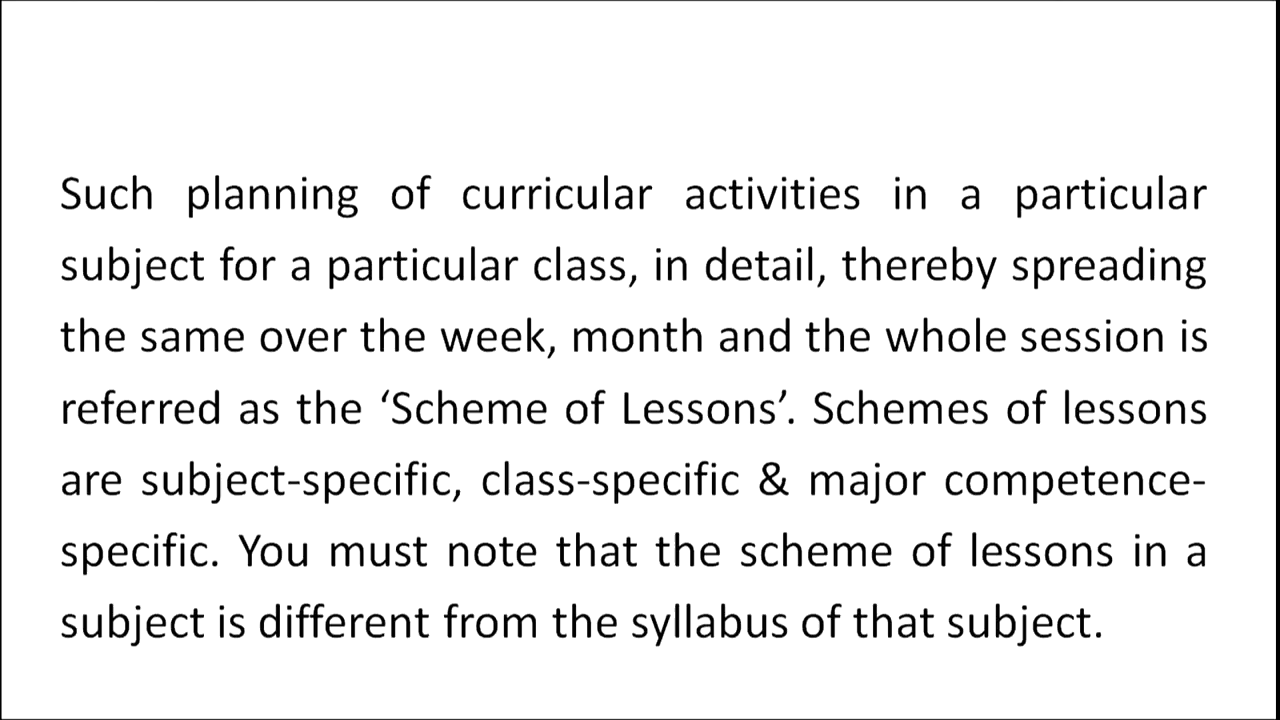 Such planning of curricular activities in a particular
subject for a particular class, in detail, thereby spreading
the same over the week, month and the whole session is
referred as the ‘Scheme of Lessons’. Schemes of lessons
are subject-specific, class-specific & major competence-
specific. You must note that the scheme of lessons in a
subject is different from the syllabus of that subject.